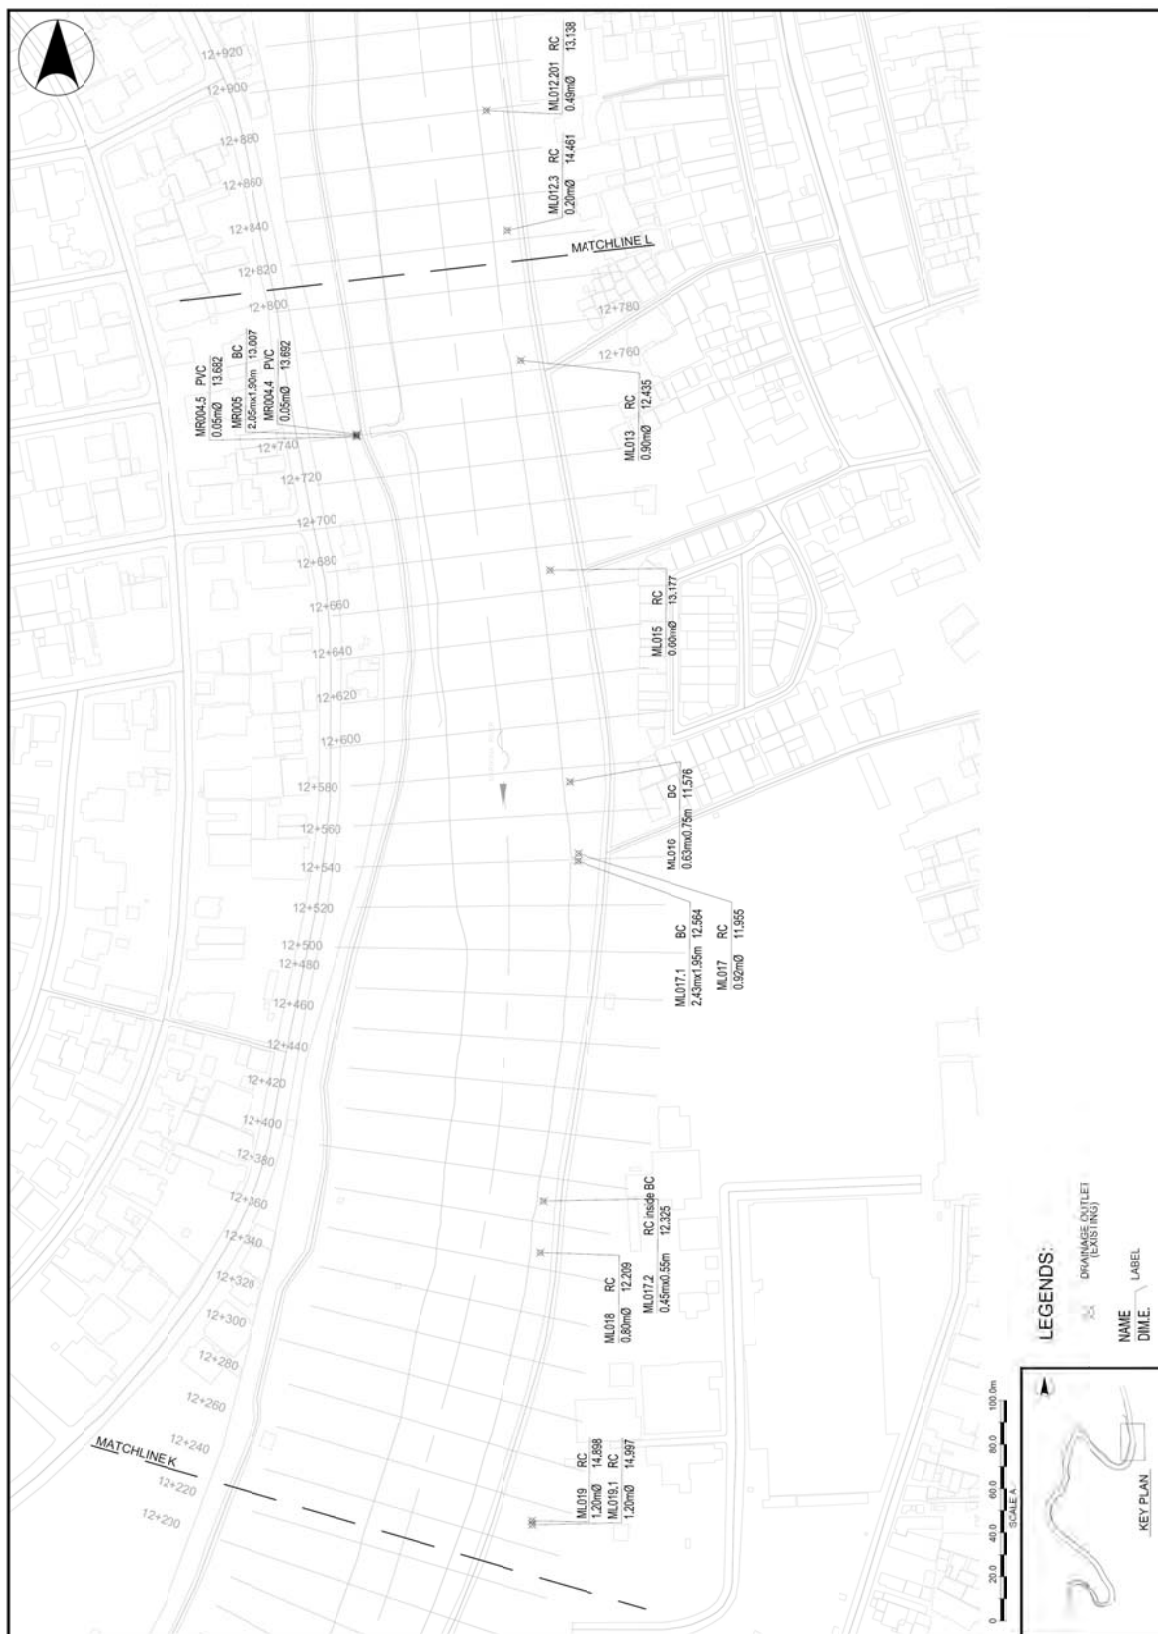 12+920
12+900
12+880
12+860
12+840
12+820
12+800
12+740
12+720
12+700
12+680
12+660
12+640
12+620
12+600
12+580
12+560
12+540
12+520
12+500
12+480
12+460
12+440
12+420
12+400
12+380
12+360
12+340
12+320
12+300
12+280
12+260
12+240
12+220
12+200
12+780
12+760
MATCHLINE L
MATCHLINE K
ML012.201 RC
0.49mØ 13.138
ML012.3 RC
0.20mØ 14.461
MR004.5 PVC
0.05mØ 13.682
MR005 BC
2.05mx1.90m 13.007
MR004.4 PVC
0.05mØ 13.692
ML013 RC
0.90mØ 12.435
ML015 RC
0.60mØ 13.177
ML016
0.63mx0.75m 11.576
ML017.1 BC
2.43mx1.95m 12.564
ML017 RC
0.92mØ 11.955
ML017.2 RC inside BC
0.45mx0.55m 12.325
ML018 RC
0.80mØ 12.209
ML019 RC
1.20mØ 14.898
ML019.1 RC
1.20mØ 14.997
LEGENDS:
DRAINAGE OUTLET
(EXISTING)
NAME
DIM.E.
LABEL
0 20.0 40.0 60.0 80.0 100.0m
SCALE A
KEY PLAN